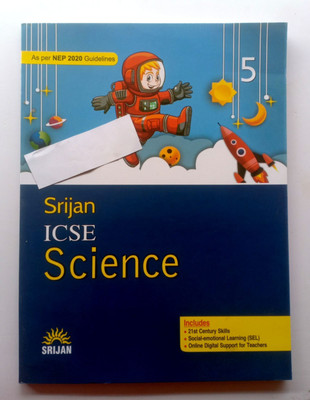 As per NEP 2020 Guidelines
5
Srijan
ICSE
Science
Includes
21st Century Skills
Social-emotional Learning (SEL)
Online Digital Support for Teachers
SRIJAN